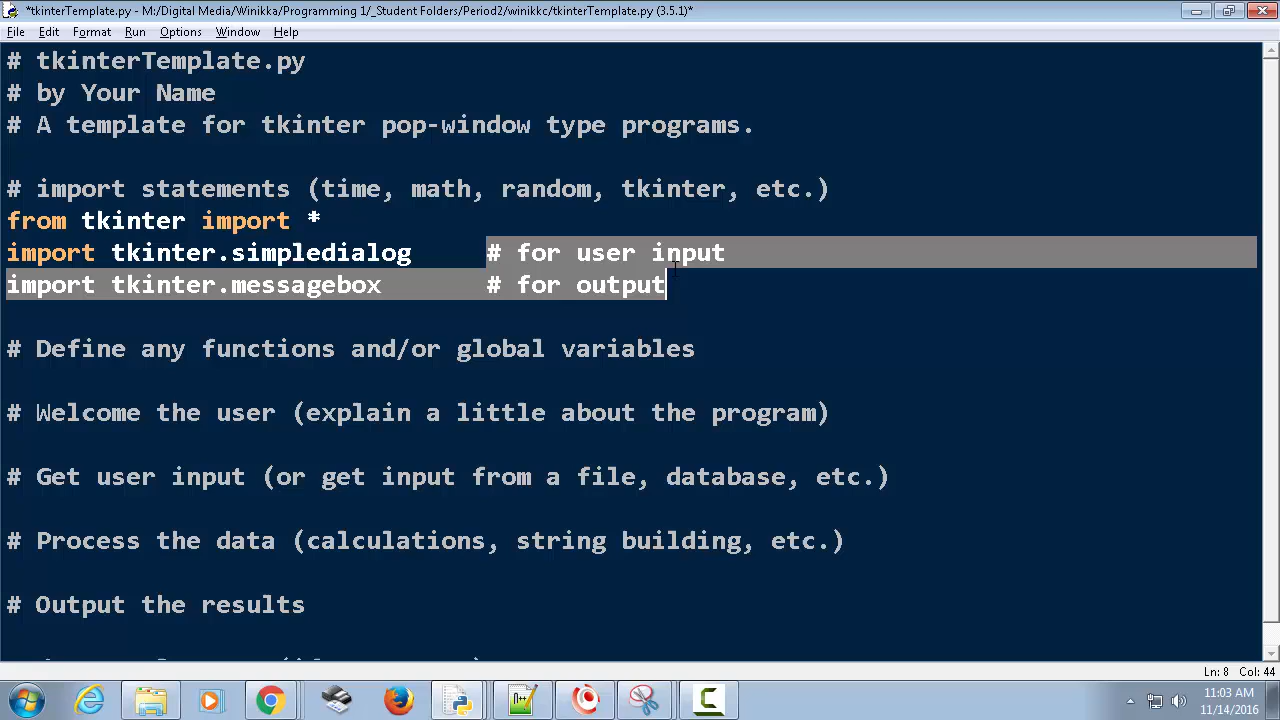 *tkinterTemplate.py - M:/Digital Media/Winikka/Programming 1/_Student Folders/Period2/winikkc/tkinterTemplate.py (3.5.1)*
File Edit Format Run Options Window Help
# tkinterTemplate.py
# by Your Name
# A template for tkinter pop-window type programs.
# import statements (time, math, random, tkinter, etc.)
from tkinter import *
import tkinter.simpledialog     # for user input
import tkinter.messagebox       # for output
# Define any functions and/or global variables
# Welcome the user (explain a little about the program)
# Get user input (or get input from a file, database, etc.)
# Process the data (calculations, string building, etc.)
# Output the results
Ln: 8 Col: 44
11:03 AM
11/14/2016